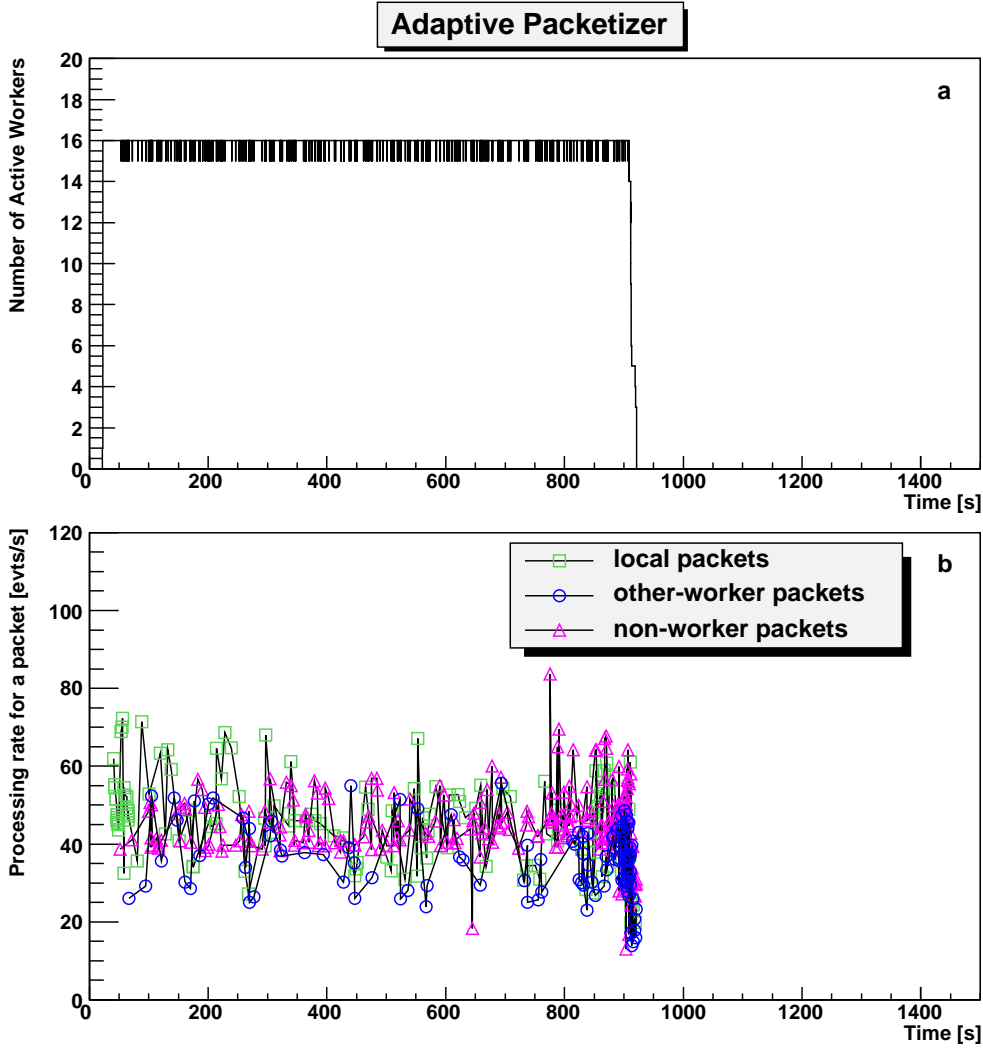 Adaptive Packetizer
Number of Active Workers
a
20
18
16
14
12
10
8
6
4
2
0
0 200 400 600 800 1000 1200 1400
Time [s]
Processing rate for a packet [evts/s]
b
local packets
other-worker packets
non-worker packets
120
100
80
60
40
20
0
0 200 400 600 800 1000 1200 1400
Time [s]